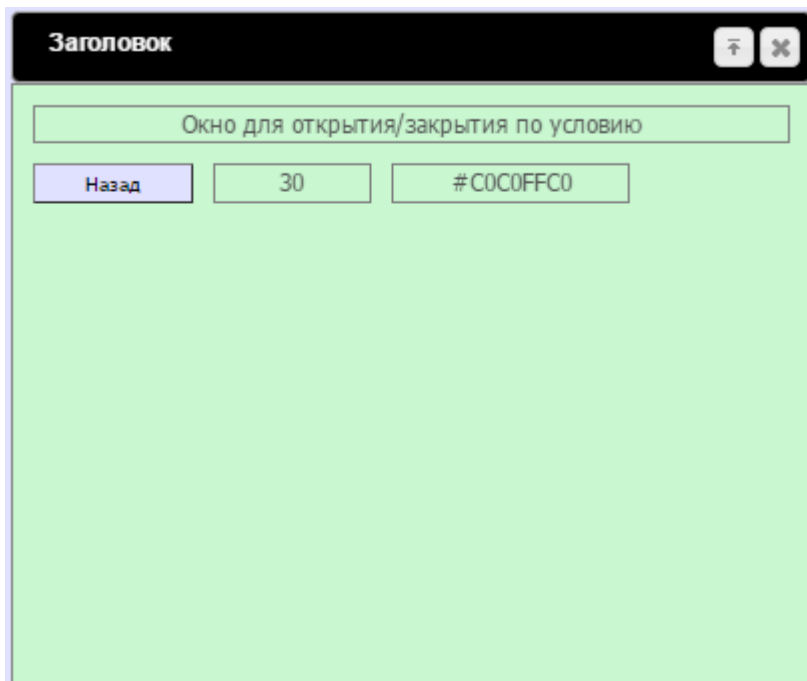 Заголовок
Окно для открытия/закрытия по условию
Назад 30 #C0C0FFC0